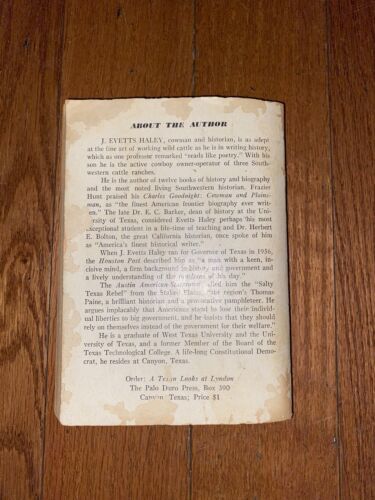 ABOUT THE AUTHOR
J. EVETTS HALEY, cowman and historian, is as adept
at the fine art of working wild cattle as he is in writing history,
which as one professor remarked "reads like poetry." With his
son he is the active cowboy owner-operator of three South-
western cattle ranches.
He is the author of twelve books of history and biography
and the most noted living Southwestern historian. Frazier
Hunt praised his Charles Goodnight: Cowman and Plains-
man, as "the finest American frontier biography ever writ-
ten." The late Dr. E. C. Barker, dean of history at the Uni-
versity of Texas, considered Evetts Haley perhaps his most
exceptional student in a life-time of teaching and Dr. Herbert
E. Bolton, the great California historian, once spoke of him
as "America's finest historical writer."
When J. Evetts Haley ran for Governor of Texas in 1956,
the Houston Post described him as "a man with a keen, in-
cisive mind, a firm background in history and government and
a lively understanding of the problems of his day."
The Austin American-Statesman called him the "Salty
Texas Rebel" from the Staked Plains, "his region's Thomas
Paine, a brilliant historian and a provocative pamphleteer. He
argues implacably that Americans stand to lose their individ-
ual liberties to big government, and he insists that they should
rely on themselves instead of the government for their welfare."
He is a graduate of West Texas University and the Un-
iversity of Texas, and a former Member of the Board of the
Texas Technological College. A life-long Constitutional Demo-
crat, he resides at Canyon, Texas.
Order: A Texan Looks at Lyndon
The Palo Duro Press, Box 390
Canyon, Texas; Price $1